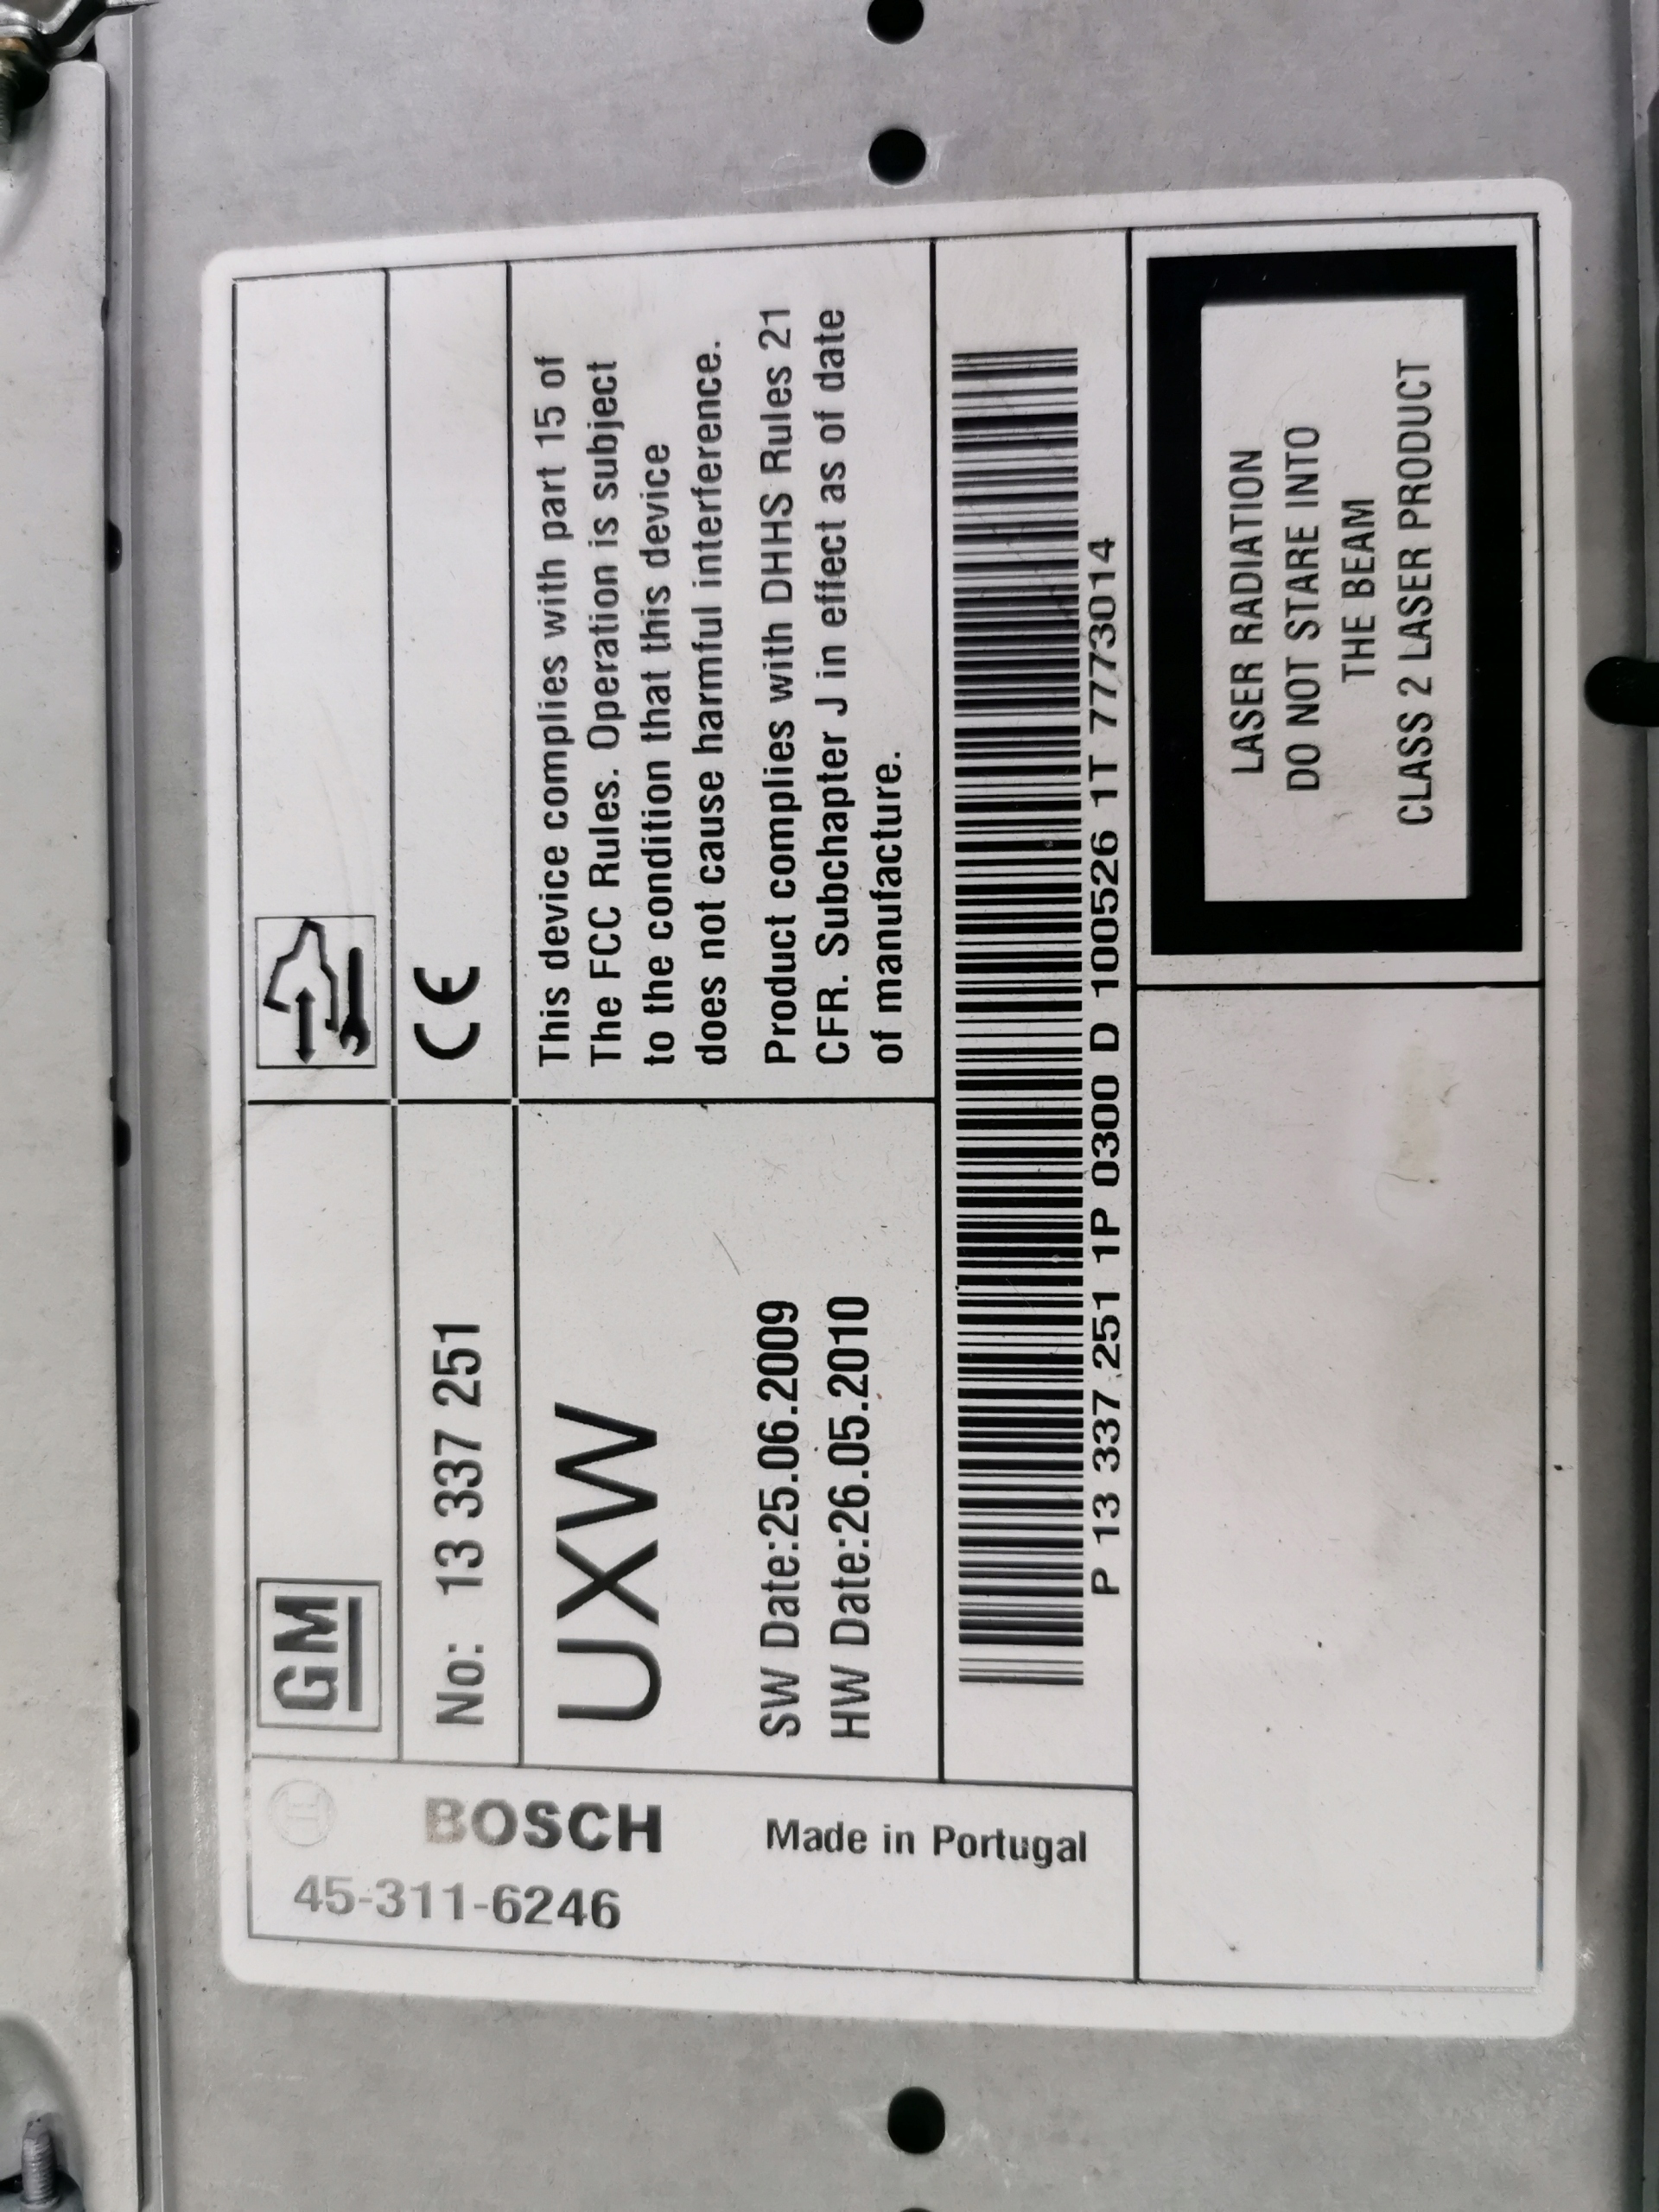 GM
No: 13 337 251
UXW
SW Date:25.06.2009
HW Date:26.05.2010
CE
This device complies with part 15 of
The FCC Rules. Operation is subject
to the condition that this device
does not cause harmful interference.
Product complies with DHHS Rules 21
CFR. Subchapter J in effect as of date
of manufacture.
BOSCH
45-311-6246
Made in Portugal
P 13 337 251 1P 0300 D 100526 1T 7773014
LASER RADIATION
DO NOT STARE INTO
THE BEAM
CLASS 2 LASER PRODUCT